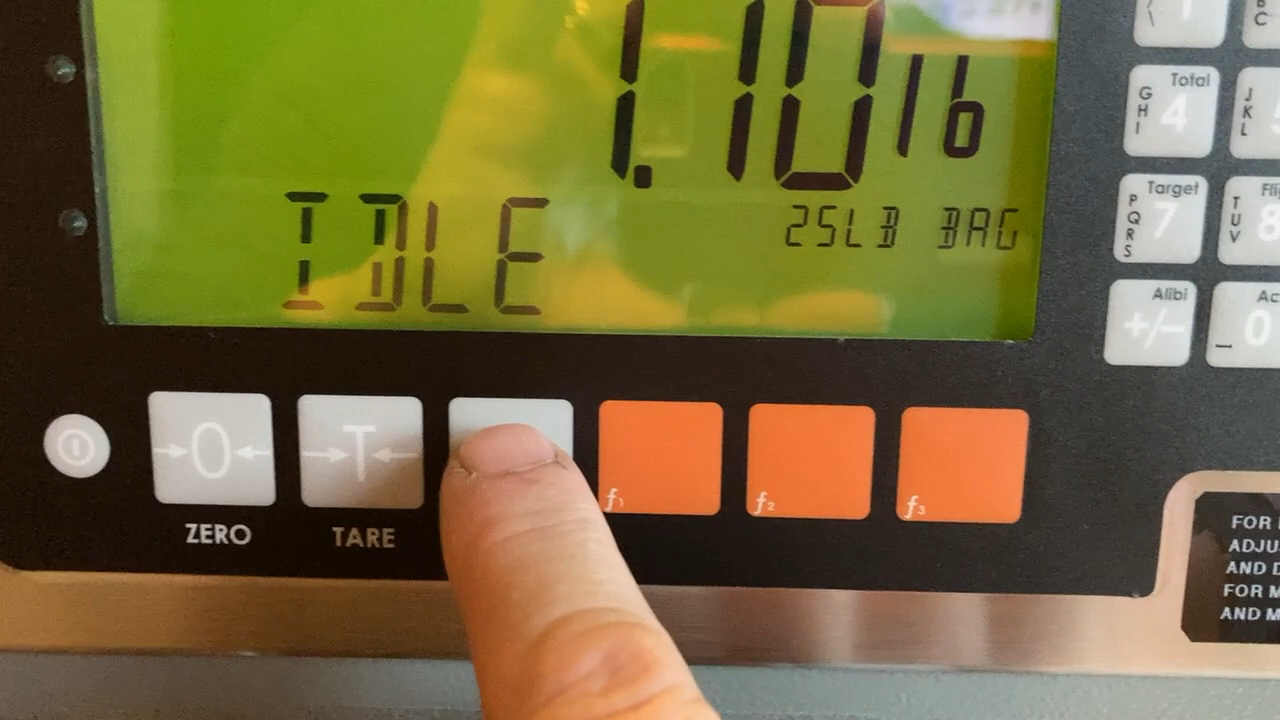 1.10 lb
25LB BAG
IDLE
→0←
ZERO
→T←
TARE
f1
f2
f3
GHI
Total
4
JKL
PQRS
Target
7
TUV
8
Alibi
+/−
_
0
FOR
AND
FOR
AND